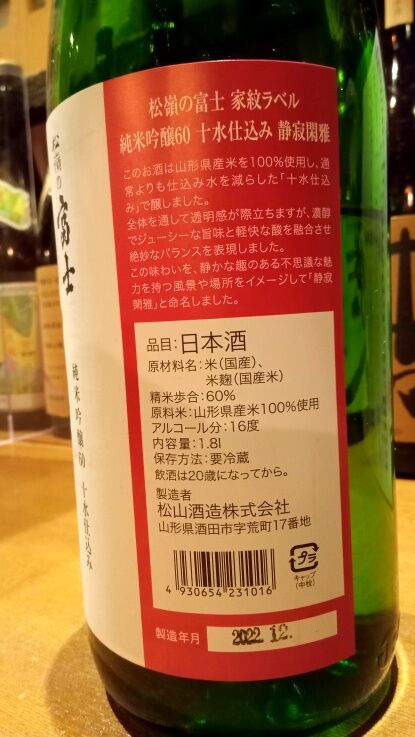 松嶺の富士 家紋ラベル
純米吟醸60 十水仕込み 静寂閑雅
このお酒は山形県産米を100%使用し、通
常よりも仕込み水を減らした「十水仕込
み」で醸しました。
全体を通して透明感が際立ちますが、濃醇
でジューシーな旨味と軽快な酸を融合させ
絶妙なバランスを表現しました。
この味わいを、静かな趣のある不思議な魅
力を持つ風景や場所をイメージして「静寂
閑雅」と命名しました。
品目:日本酒
原材料名:米(国産)、
米麹(国産米)
精米歩合:60%
原料米:山形県産米100%使用
アルコール分:16度
内容量:1.8l
保存方法:要冷蔵
飲酒は20歳になってから。
製造者
松山酒造株式会社
山形県酒田市字荒町17番地
4 930654 231016
プラ
キャップ
(中栓)
製造年月 2022.12.
松嶺の富士
純米吟醸60 十水仕込み